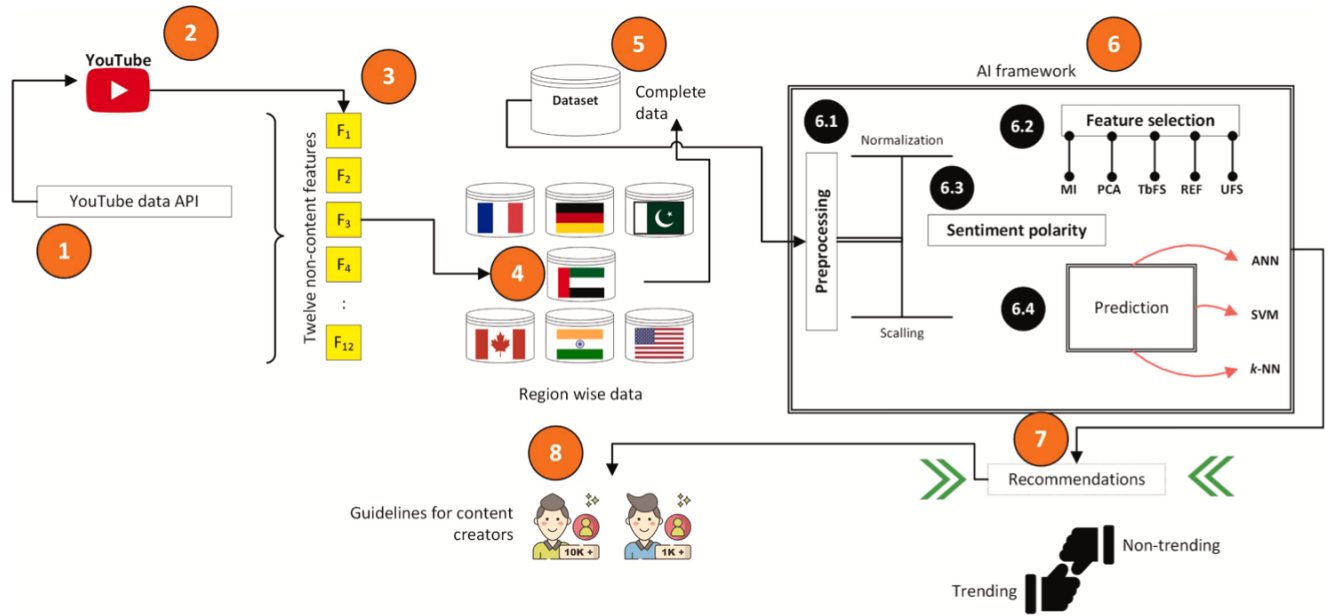 2
YouTube
3
5
6
AI framework
Dataset
Complete
data
6.1
6.2
Feature selection
Normalization
F1
F2
F3
F4
:
F12
Twelve non-content features
MI
PCA
TbFS
REF
UFS
YouTube data API
1
6.3
Sentiment polarity
Preprocessing
4
6.4
Prediction
ANN
SVM
k-NN
Scalling
Region wise data
7
8
Recommendations
Guidelines for content
creators
10K +
1K +
Non-trending
Trending